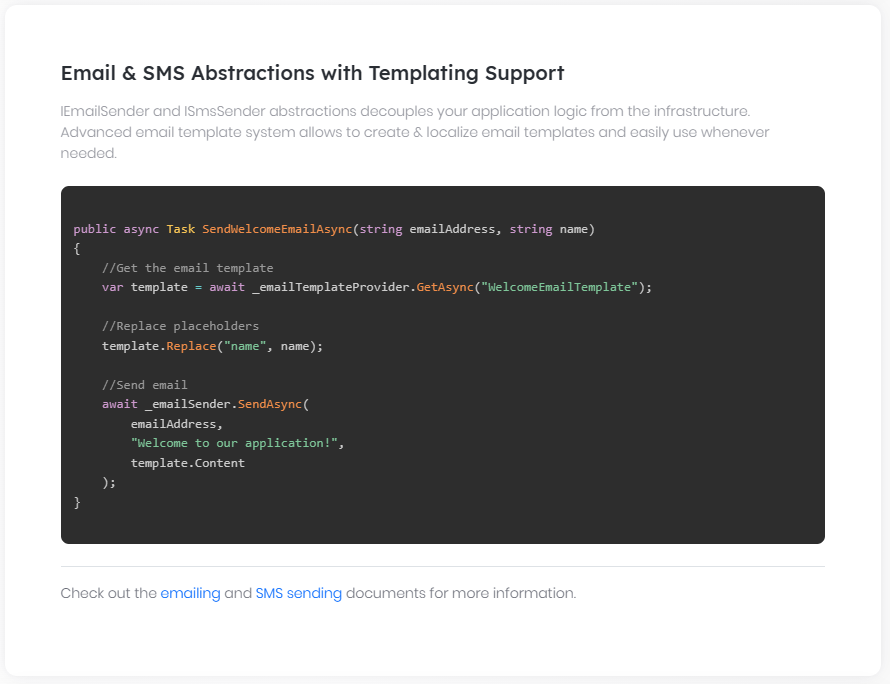 Email & SMS Abstractions with Templating Support
IEmailSender and ISmsSender abstractions decouples your application logic from the infrastructure.
Advanced email template system allows to create & localize email templates and easily use whenever
needed.
public async Task SendWelcomeEmailAsync(string emailAddress, string name)
{
    //Get the email template
    var template = await _emailTemplateProvider.GetAsync("WelcomeEmailTemplate");
    //Replace placeholders
    template.Replace("name", name);
    //Send email
    await _emailSender.SendAsync(
        emailAddress,
        "Welcome to our application!",
        template.Content
    );
}
Check out the emailing and SMS sending documents for more information.